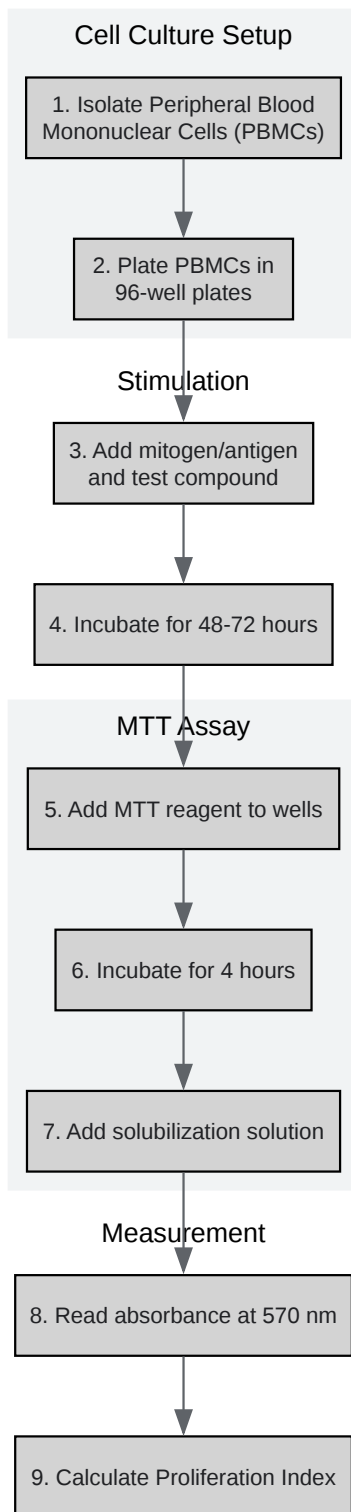 Cell Culture Setup
1. Isolate Peripheral Blood
Mononuclear Cells (PBMCs)
2. Plate PBMCs in
96-well plates
Stimulation
3. Add mitogen/antigen
and test compound
4. Incubate for 48-72 hours
MTT Assay
5. Add MTT reagent to wells
6. Incubate for 4 hours
7. Add solubilization solution
Measurement
8. Read absorbance at 570 nm
9. Calculate Proliferation Index